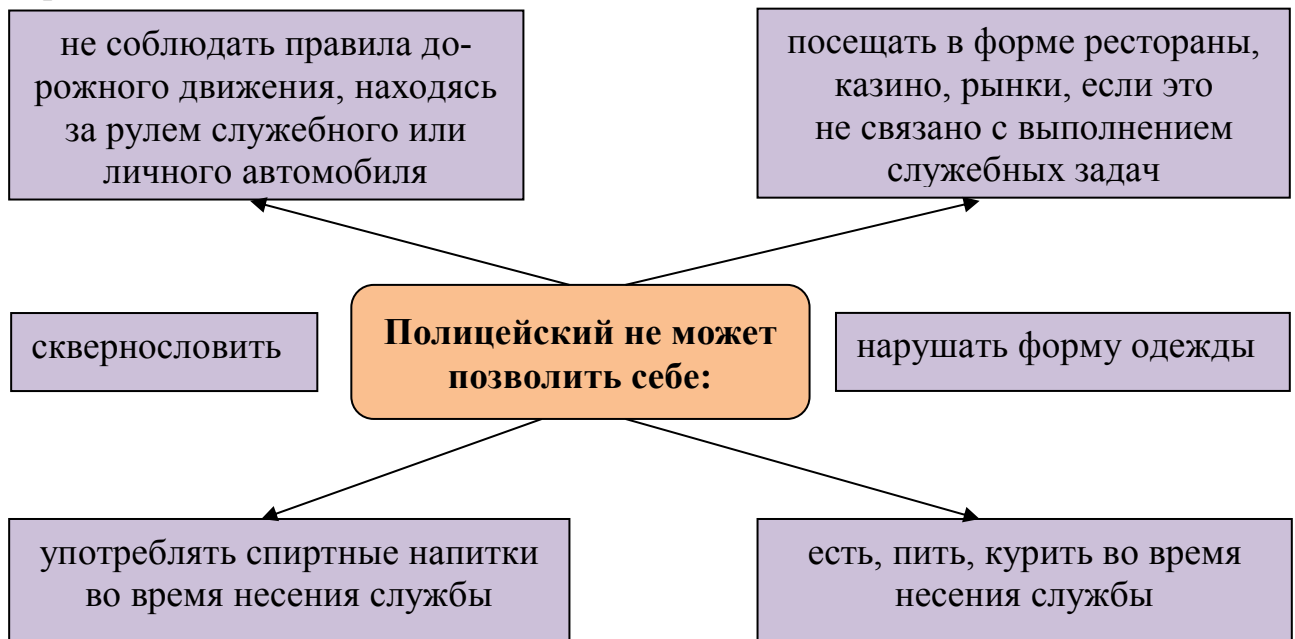 не соблюдать правила до-
рожного движения, находясь
за рулем служебного или
личного автомобиля
посещать в форме рестораны,
казино, рынки, если это
не связано с выполнением
служебных задач
сквернословить
Полицейский не может
позволить себе:
нарушать форму одежды
употреблять спиртные напитки
во время несения службы
есть, пить, курить во время
несения службы